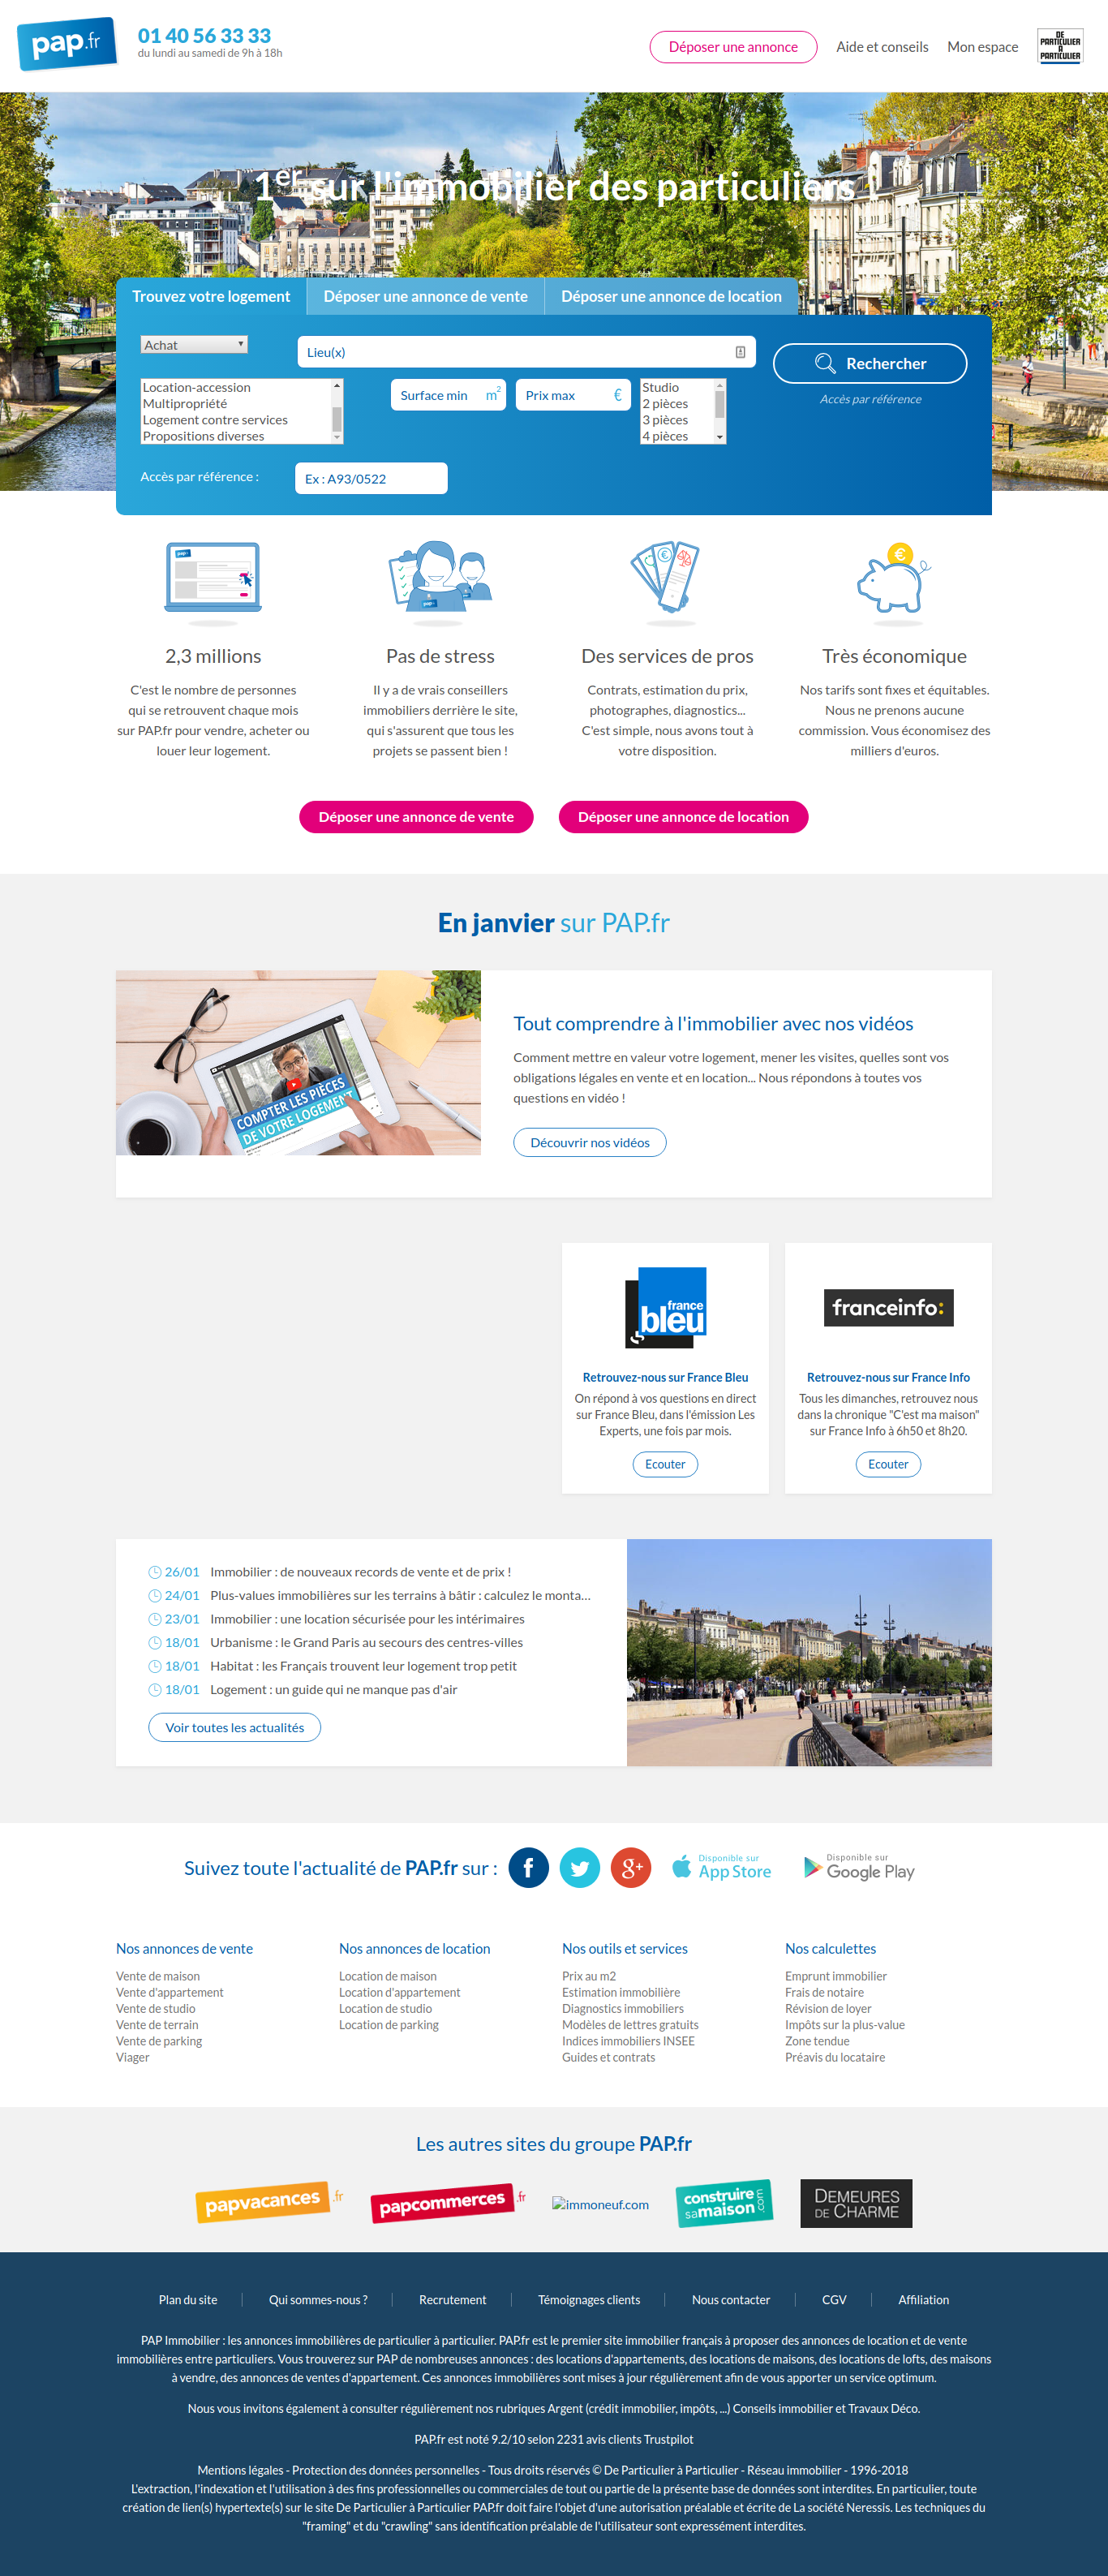 pap.fr
01 40 56 33 33
du lundi au samedi de 9h à 18h
Déposer une annonce
Aide et conseils
Mon espace
DE
PARTICULIER
A
PARTICULIER
1er sur l'immobilier des particuliers
Trouvez votre logement
Déposer une annonce de vente
Déposer une annonce de location
Achat
Lieu(x)
Rechercher
Accès par référence
Location-accession
Multipropriété
Logement contre services
Propositions diverses
Surface min m²
Prix max €
Studio
2 pièces
3 pièces
4 pièces
Accès par référence :
Ex : A93/0522
2,3 millions
C'est le nombre de personnes
qui se retrouvent chaque mois
sur PAP.fr pour vendre, acheter ou
louer leur logement.
Pas de stress
Il y a de vrais conseillers
immobiliers derrière le site,
qui s'assurent que tous les
projets se passent bien !
Des services de pros
Contrats, estimation du prix,
photographes, diagnostics...
C'est simple, nous avons tout à
votre disposition.
Très économique
Nos tarifs sont fixes et équitables.
Nous ne prenons aucune
commission. Vous économisez des
milliers d'euros.
Déposer une annonce de vente
Déposer une annonce de location
En janvier sur PAP.fr
COMPTER LES PIÈCES
DE VOTRE LOGEMENT
Tout comprendre à l'immobilier avec nos vidéos
Comment mettre en valeur votre logement, mener les visites, quelles sont vos
obligations légales en vente et en location... Nous répondons à toutes vos
questions en vidéo !
Découvrir nos vidéos
france
bleu
Retrouvez-nous sur France Bleu
On répond à vos questions en direct
sur France Bleu, dans l'émission Les
Experts, une fois par mois.
Ecouter
franceinfo:
Retrouvez-nous sur France Info
Tous les dimanches, retrouvez nous
dans la chronique "C'est ma maison"
sur France Info à 6h50 et 8h20.
Ecouter
26/01 Immobilier : de nouveaux records de vente et de prix !
24/01 Plus-values immobilières sur les terrains à bâtir : calculez le monta...
23/01 Immobilier : une location sécurisée pour les intérimaires
18/01 Urbanisme : le Grand Paris au secours des centres-villes
18/01 Habitat : les Français trouvent leur logement trop petit
18/01 Logement : un guide qui ne manque pas d'air
Voir toutes les actualités
Suivez toute l'actualité de PAP.fr sur :
Disponible sur
App Store
Disponible sur
Google Play
Nos annonces de vente
Vente de maison
Vente d'appartement
Vente de studio
Vente de terrain
Vente de parking
Viager
Nos annonces de location
Location de maison
Location d'appartement
Location de studio
Location de parking
Nos outils et services
Prix au m2
Estimation immobilière
Diagnostics immobiliers
Modèles de lettres gratuits
Indices immobiliers INSEE
Guides et contrats
Nos calculettes
Emprunt immobilier
Frais de notaire
Révision de loyer
Impôts sur la plus-value
Zone tendue
Préavis du locataire
Les autres sites du groupe PAP.fr
papvacances.fr
papcommerces.fr
immoneuf.com
construire
samaison.com
DEMEURES
DE CHARME
Plan du site
Qui sommes-nous ?
Recrutement
Témoignages clients
Nous contacter
CGV
Affiliation
PAP Immobilier : les annonces immobilières de particulier à particulier. PAP.fr est le premier site immobilier français à proposer des annonces de location et de vente
immobilières entre particuliers. Vous trouverez sur PAP de nombreuses annonces : des locations d'appartements, des locations de maisons, des locations de lofts, des maisons
à vendre, des annonces de ventes d'appartement. Ces annonces immobilières sont mises à jour régulièrement afin de vous apporter un service optimum.
Nous vous invitons également à consulter régulièrement nos rubriques Argent (crédit immobilier, impôts, ...) Conseils immobilier et Travaux Déco.
PAP.fr est noté 9.2/10 selon 2231 avis clients Trustpilot
Mentions légales - Protection des données personnelles - Tous droits réservés © De Particulier à Particulier - Réseau immobilier - 1996-2018
L'extraction, l'indexation et l'utilisation à des fins professionnelles ou commerciales de tout ou partie de la présente base de données sont interdites. En particulier, toute
création de lien(s) hypertexte(s) sur le site De Particulier à Particulier PAP.fr doit faire l'objet d'une autorisation préalable et écrite de La société Neressis. Les techniques du
"framing" et du "crawling" sans identification préalable de l'utilisateur sont expressément interdites.